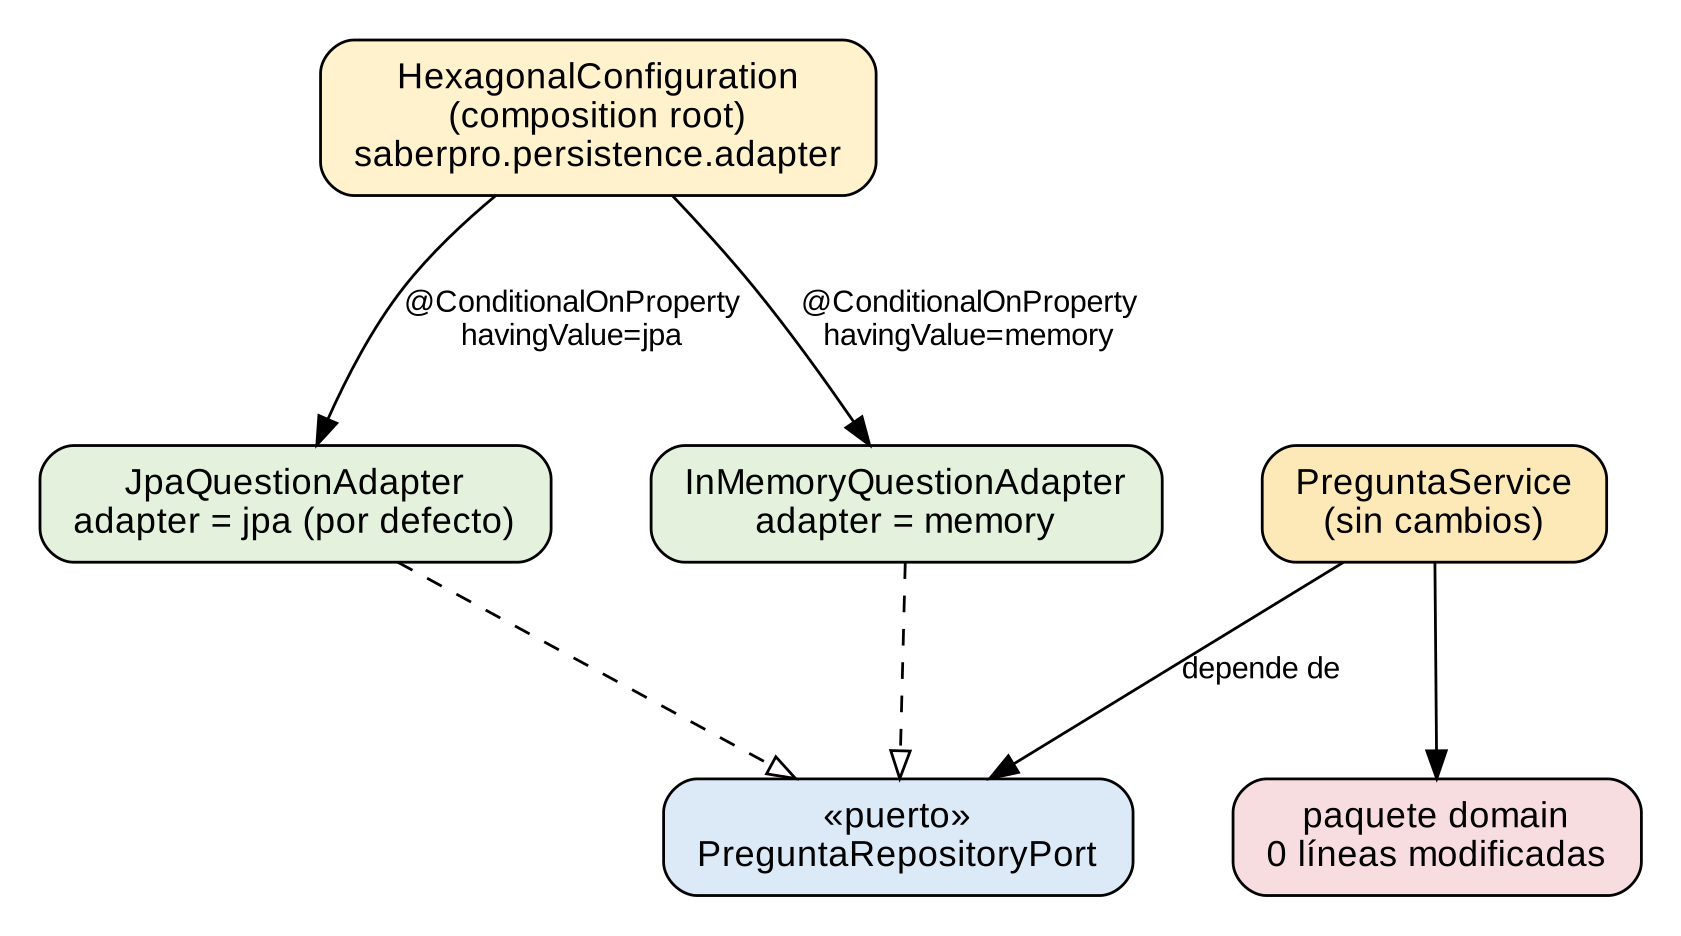 HexagonalConfiguration
(composition root)
saberpro.persistence.adapter
@ConditionalOnProperty
havingValue=jpa
@ConditionalOnProperty
havingValue=memory
JpaQuestionAdapter
adapter = jpa (por defecto)
InMemoryQuestionAdapter
adapter = memory
PreguntaService
(sin cambios)
depende de
«puerto»
PreguntaRepositoryPort
paquete domain
0 líneas modificadas